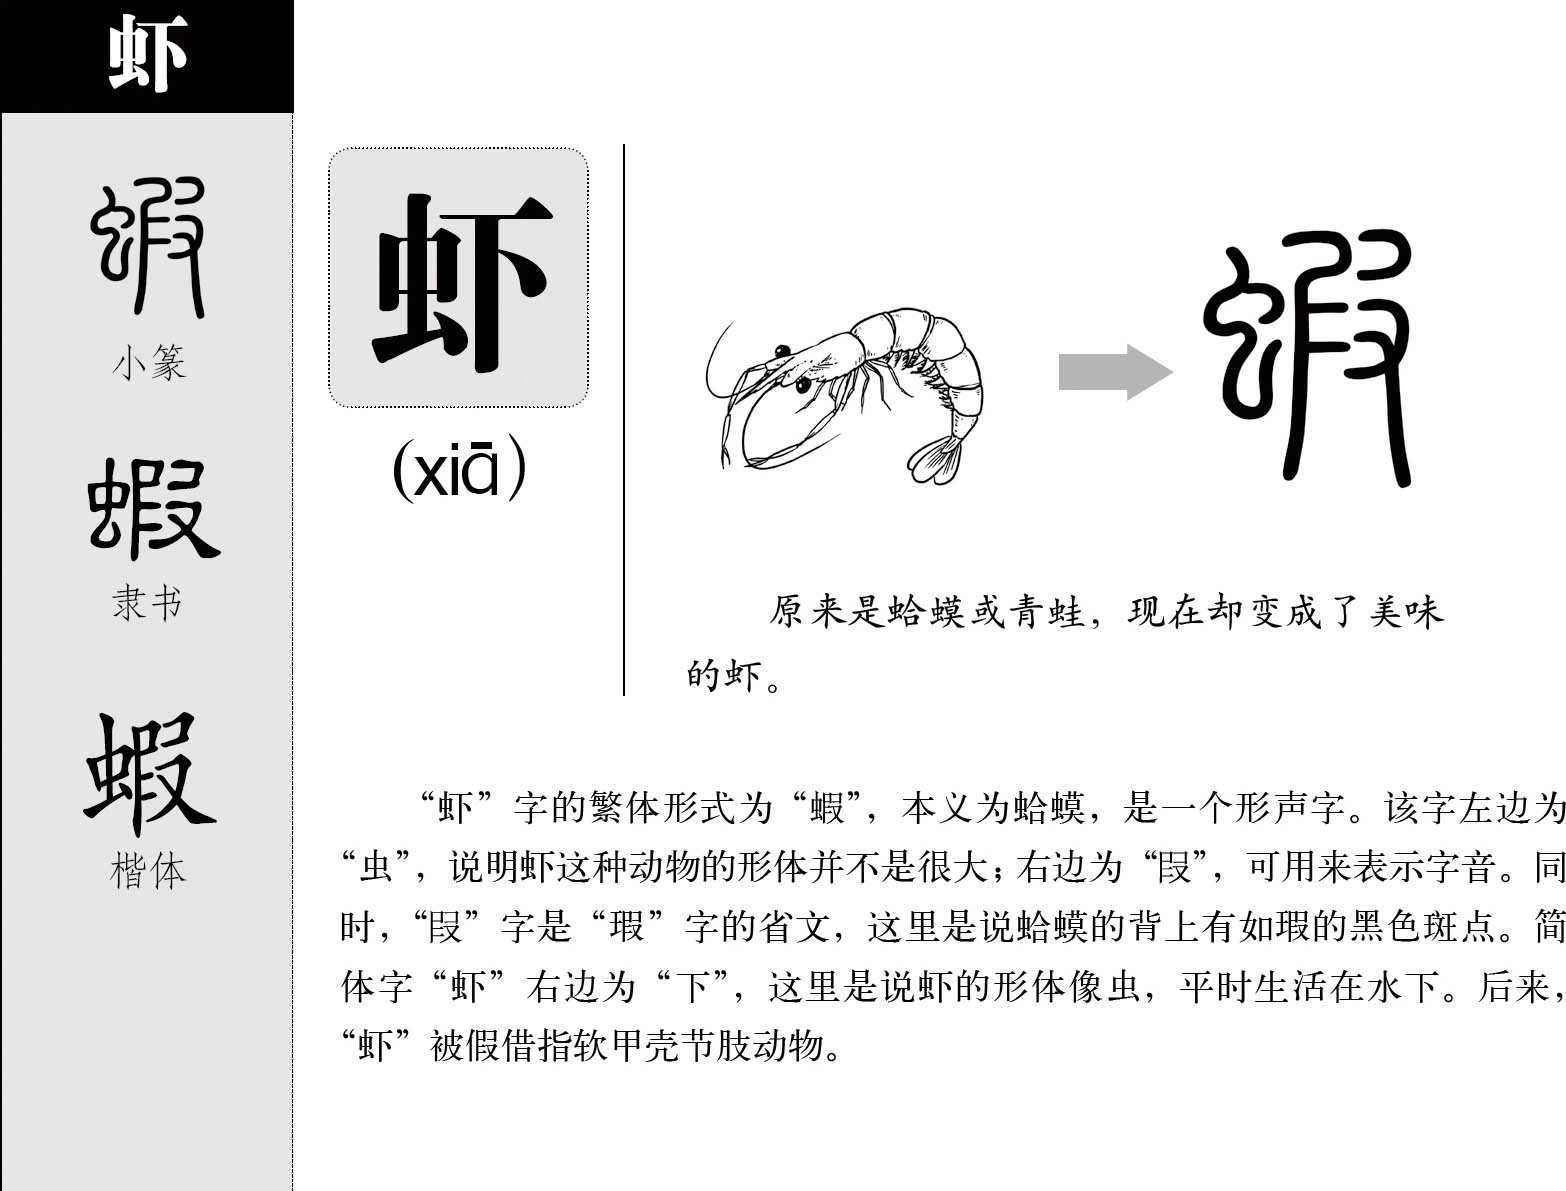 虾
蝦
小篆
蝦
隶书
蝦
楷体
虾
(xiā)
蝦
原来是蛤蟆或青蛙，现在却变成了美味
的虾。
“虾”字的繁体形式为“蝦”，本义为蛤蟆，是一个形声字。该字左边为
“虫”，说明虾这种动物的形体并不是很大；右边为“叚”，可用来表示字音。同
时，“叚”字是“瑕”字的省文，这里是说蛤蟆的背上有如瑕的黑色斑点。简
体字“虾”右边为“下”，这里是说虾的形体像虫，平时生活在水下。后来，
“虾”被假借指软甲壳节肢动物。